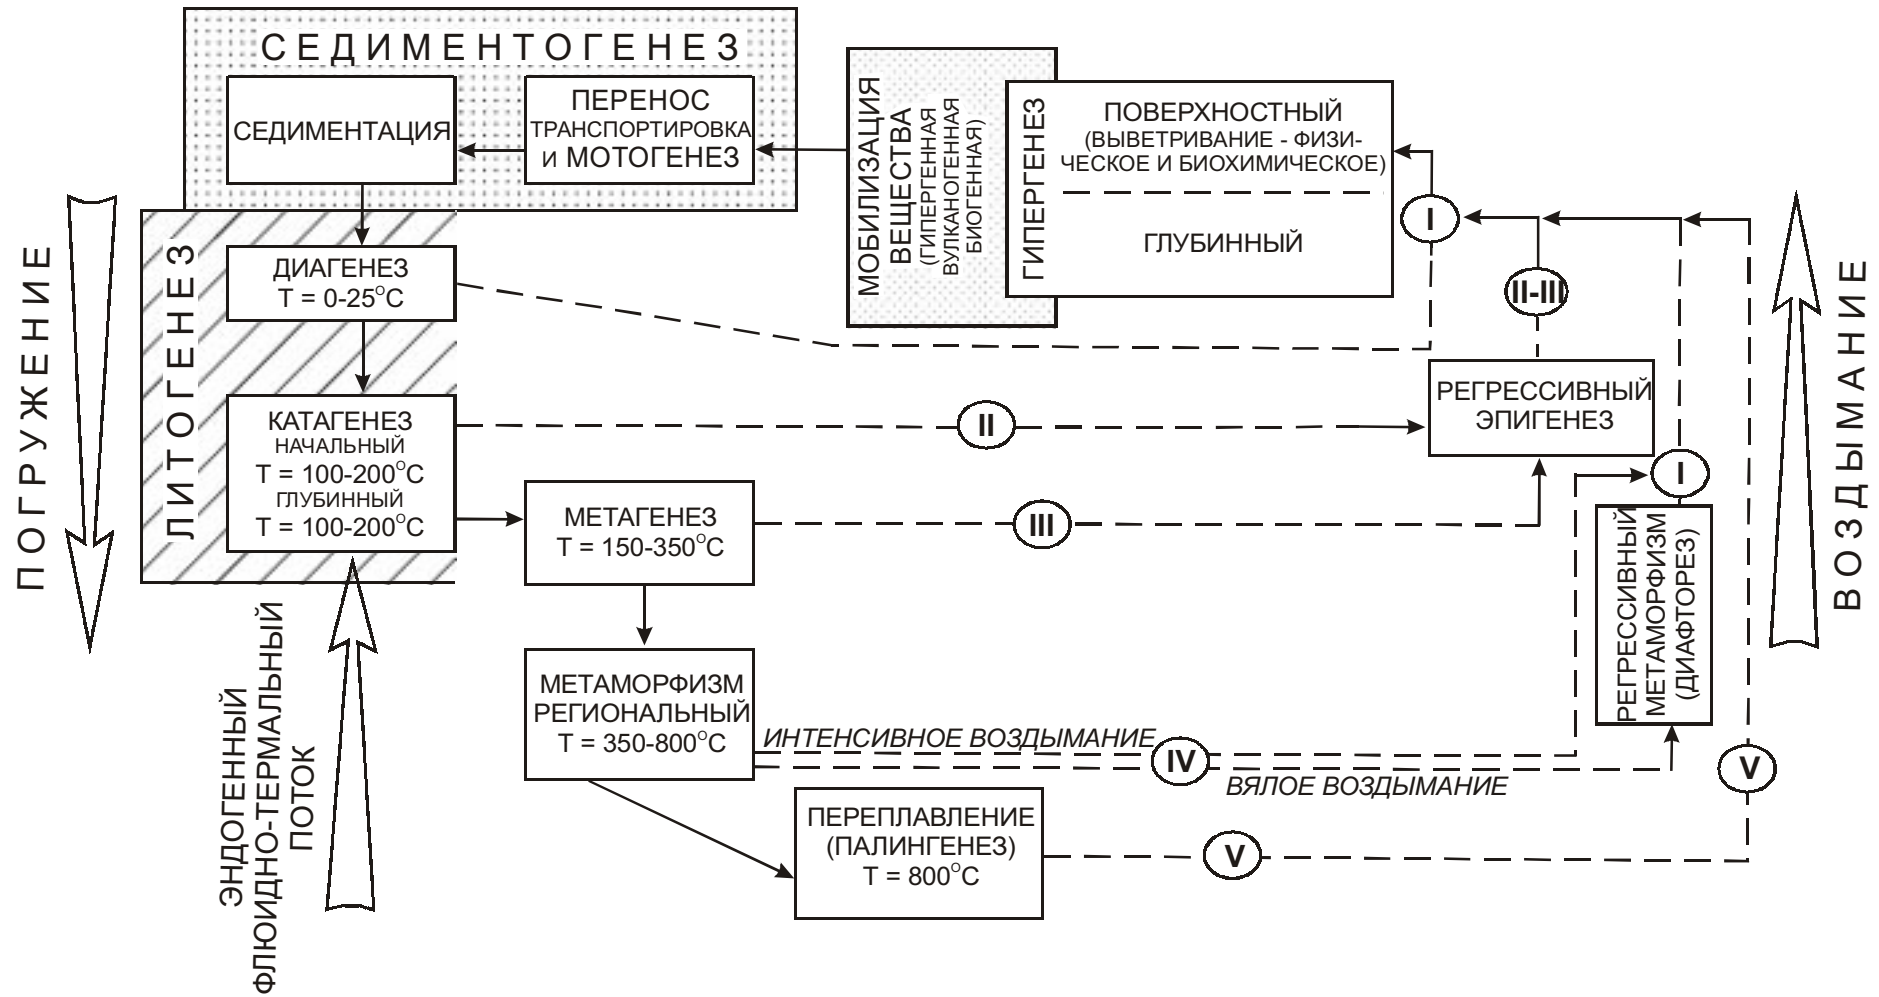 СЕДИМЕНТОГЕНЕЗ
СЕДИМЕНТАЦИЯ
ПЕРЕНОС
ТРАНСПОРТИРОВКА
И МОТОГЕНЕЗ
МОБИЛИЗАЦИЯ
ВЕЩЕСТВА
(ГИПЕРГЕННАЯ
ВУЛКАНОГЕННАЯ
БИОГЕННАЯ)
ГИПЕРГЕНЕЗ
ПОВЕРХНОСТНЫЙ
(ВЫВЕТРИВАНИЕ - ФИЗИ-
ЧЕСКОЕ И БИОХИМИЧЕСКОЕ)
ГЛУБИННЫЙ
I
II-III
ПОГРУЖЕНИЕ
ЛИТОГЕНЕЗ
ДИАГЕНЕЗ
T = 0-25°C
КАТАГЕНЕЗ
НАЧАЛЬНЫЙ
T = 100-200°C
ГЛУБИННЫЙ
T = 100-200°C
II
РЕГРЕССИВНЫЙ
ЭПИГЕНЕЗ
I
МЕТАГЕНЕЗ
T = 150-350°C
III
РЕГРЕССИВНЫЙ
МЕТАМОРФИЗМ
(ДИАФТОРЕЗ)
ВОЗДЫМАНИЕ
ЭНДОГЕННЫЙ
ФЛЮИДНО-ТЕРМАЛЬНЫЙ
ПОТОК
МЕТАМОРФИЗМ
РЕГИОНАЛЬНЫЙ
T = 350-800°C
ИНТЕНСИВНОЕ ВОЗДЫМАНИЕ
IV
ВЯЛОЕ ВОЗДЫМАНИЕ
V
ПЕРЕПЛАВЛЕНИЕ
(ПАЛИНГЕНЕЗ)
T = 800°C
V